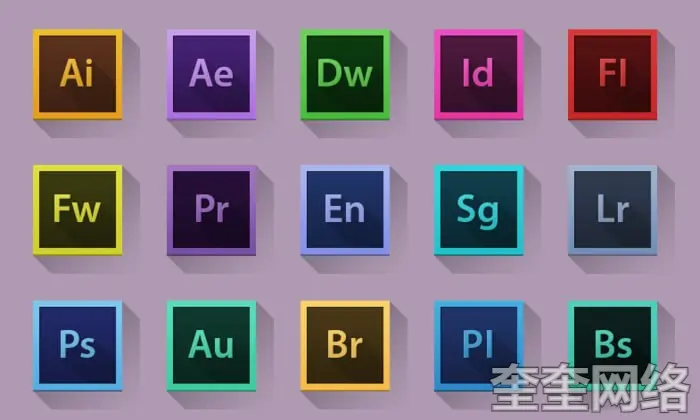 Ai Ae Dw Id Fl
Fw Pr En Sg Lr
Ps Au Br Pl Bs
奎奎网络